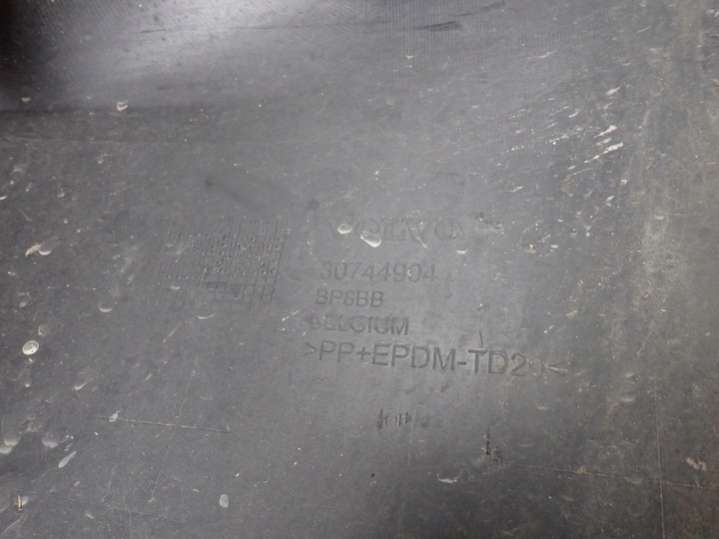 VOLVO
30744904
BP6BB
BELGIUM
>PP+EPDM-TD20<